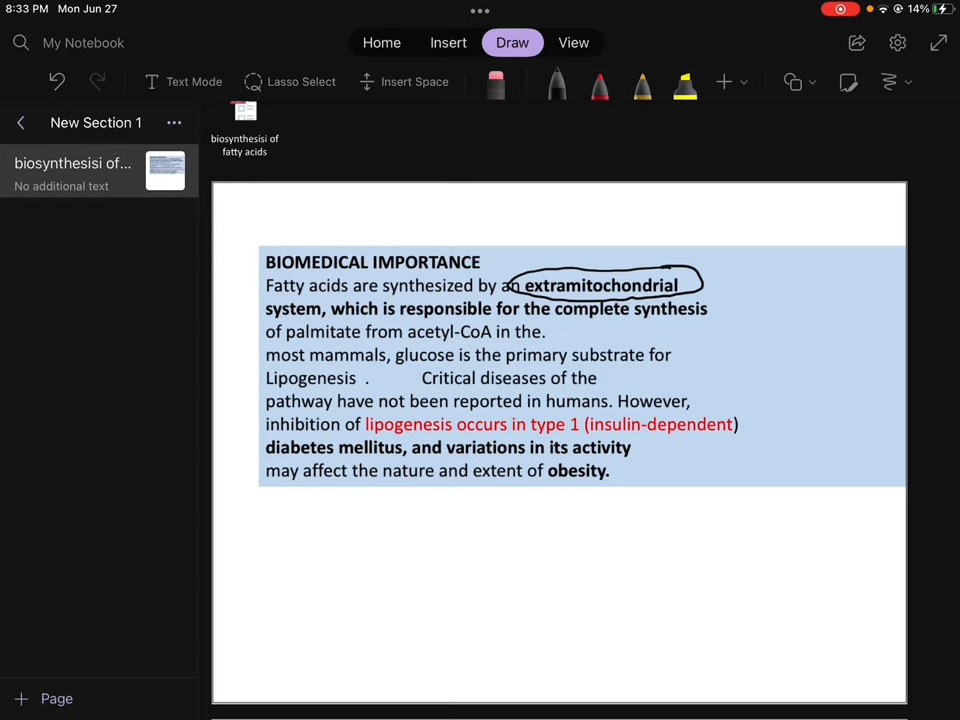 8:33 PM Mon Jun 27
14%
My Notebook
Home Insert Draw View
Text Mode Lasso Select Insert Space
New Section 1
biosynthesisi of...
No additional text
biosynthesisi of
fatty acids
BIOMEDICAL IMPORTANCE
Fatty acids are synthesized by an extramitochondrial
system, which is responsible for the complete synthesis
of palmitate from acetyl-CoA in the.
most mammals, glucose is the primary substrate for
Lipogenesis . Critical diseases of the
pathway have not been reported in humans. However,
inhibition of lipogenesis occurs in type 1 (insulin-dependent)
diabetes mellitus, and variations in its activity
may affect the nature and extent of obesity.
Page